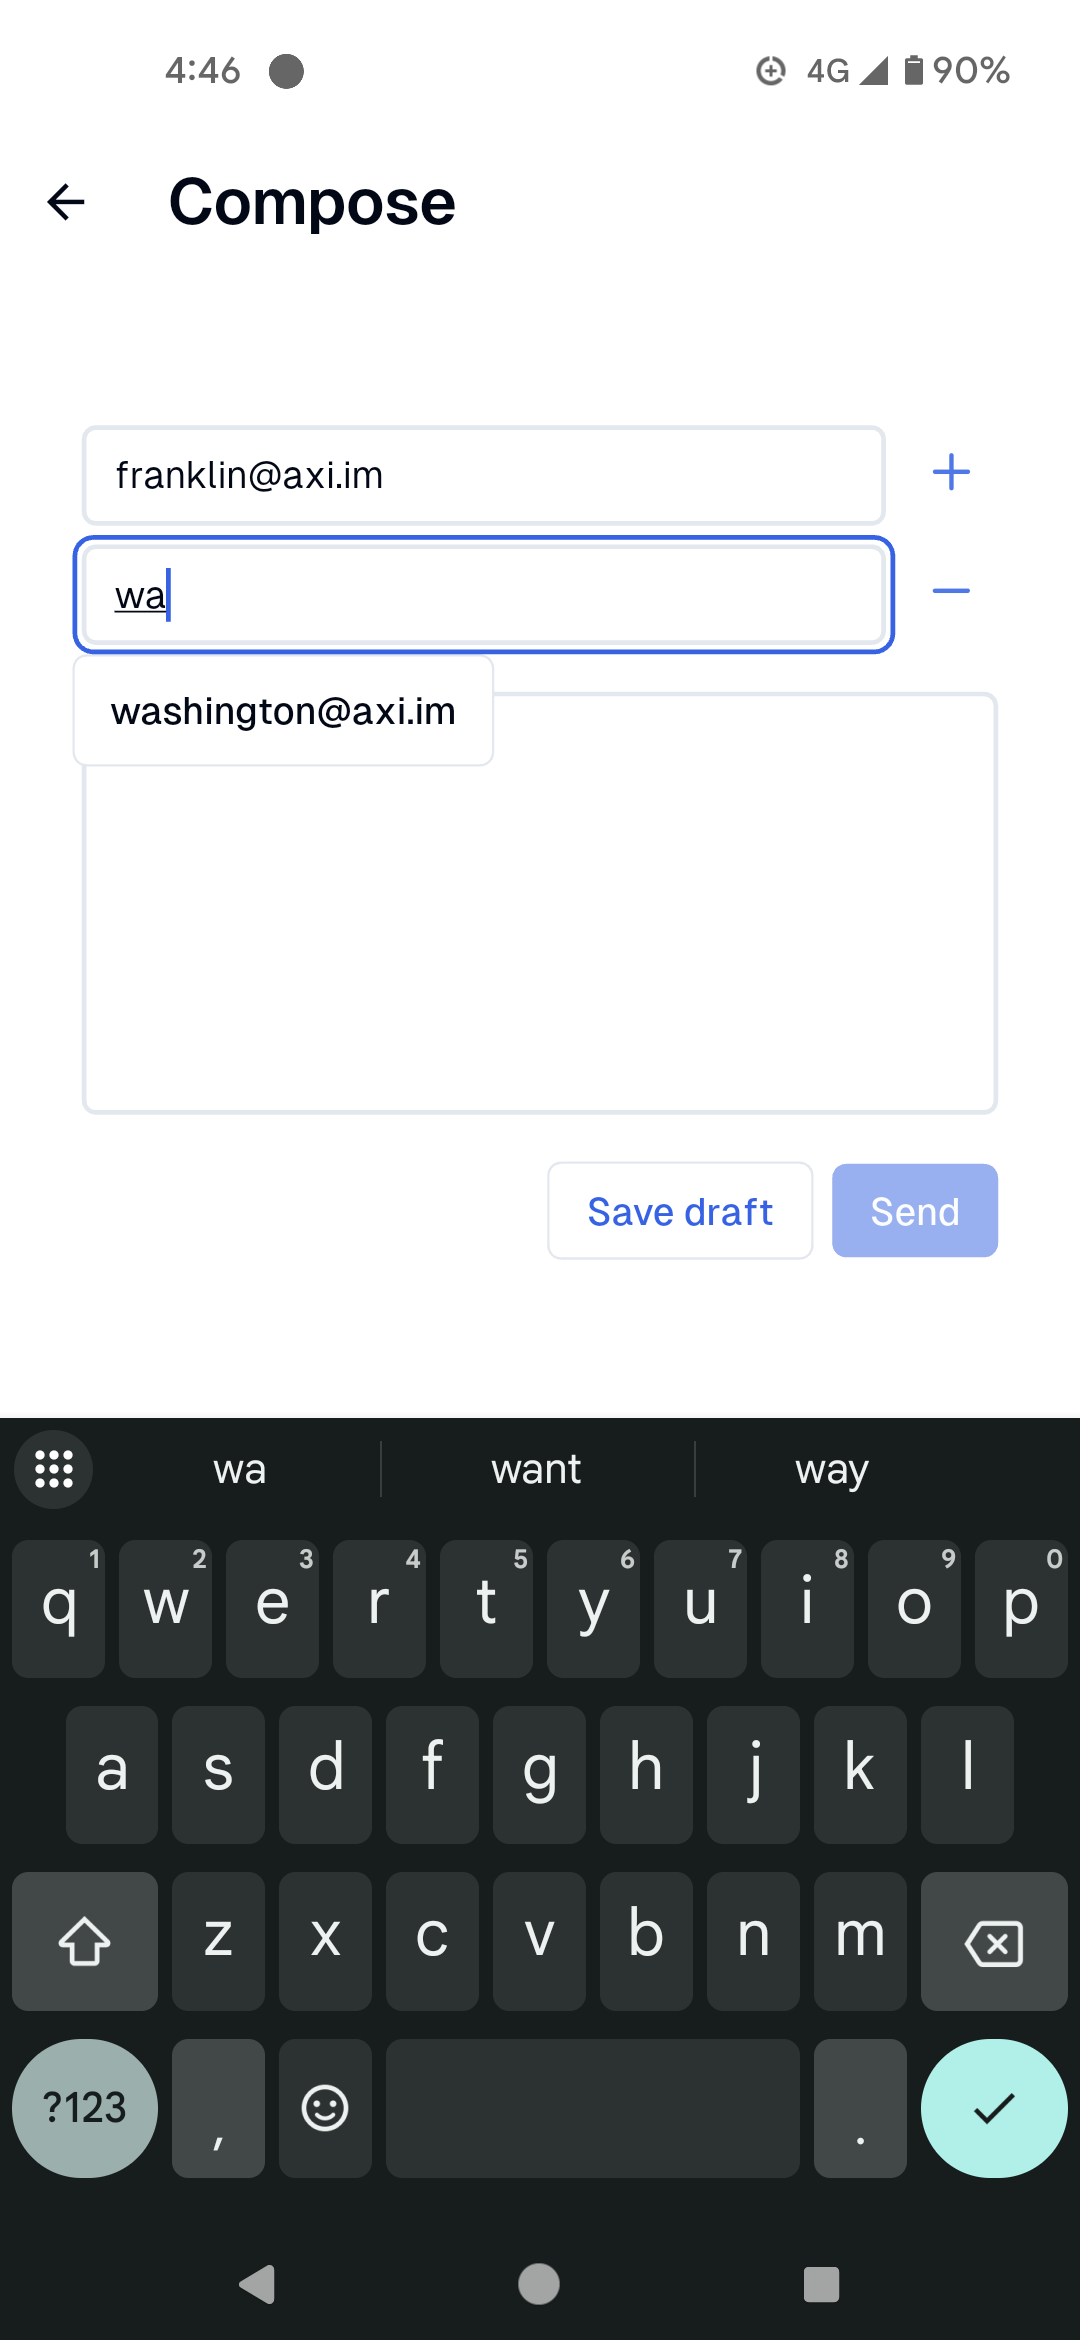 4:46 4G 90%
Compose
franklin@axi.im
wa
washington@axi.im
Save draft Send
wa want way
1 2 3 4 5 6 7 8 9 0
q w e r t y u i o p
a s d f g h j k l
z x c v b n m
?123 , .